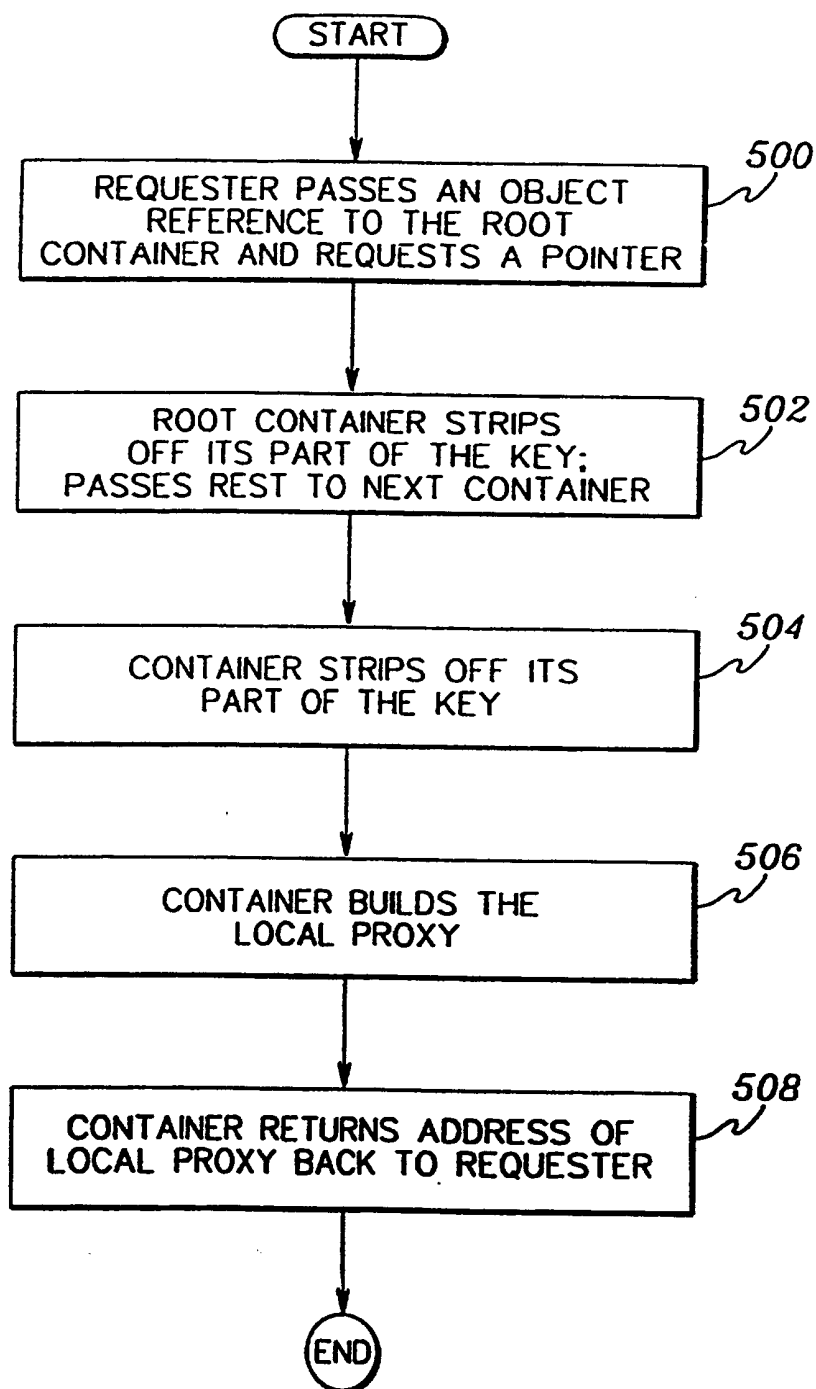 START
500
REQUESTER PASSES AN OBJECT
REFERENCE TO THE ROOT
CONTAINER AND REQUESTS A POINTER
502
ROOT CONTAINER STRIPS
OFF ITS PART OF THE KEY;
PASSES REST TO NEXT CONTAINER
504
CONTAINER STRIPS OFF ITS
PART OF THE KEY
506
CONTAINER BUILDS THE
LOCAL PROXY
508
CONTAINER RETURNS ADDRESS OF
LOCAL PROXY BACK TO REQUESTER
END